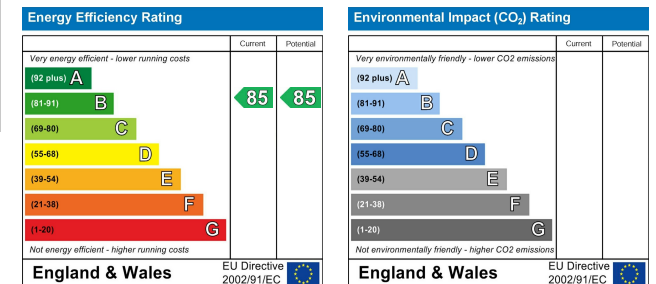 Energy Efficiency Rating
Current Potential
Very energy efficient - lower running costs
(92 plus) A
(81-91) B
85 85
(69-80) C
(55-68) D
(39-54) E
(21-38) F
(1-20) G
Not energy efficient - higher running costs
England & Wales
EU Directive
2002/91/EC
Environmental Impact (CO₂) Rating
Current Potential
Very environmentally friendly - lower CO2 emissions
(92 plus) A
(81-91) B
(69-80) C
(55-68) D
(39-54) E
(21-38) F
(1-20) G
Not environmentally friendly - higher CO2 emissions
England & Wales
EU Directive
2002/91/EC